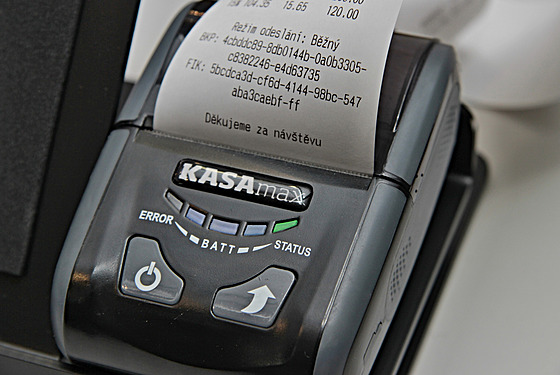 104.35 15.65 120.00
Režim odeslání: Běžný
BKP: 4cbddc89-8db0144b-0a0b3305-
c8382246-e4d63735
FIK: 5bcdca3d-cf6d-4144-98bc-547
aba3caebf-ff
Děkujeme za návštěvu
KASAmax
ERROR BATT STATUS